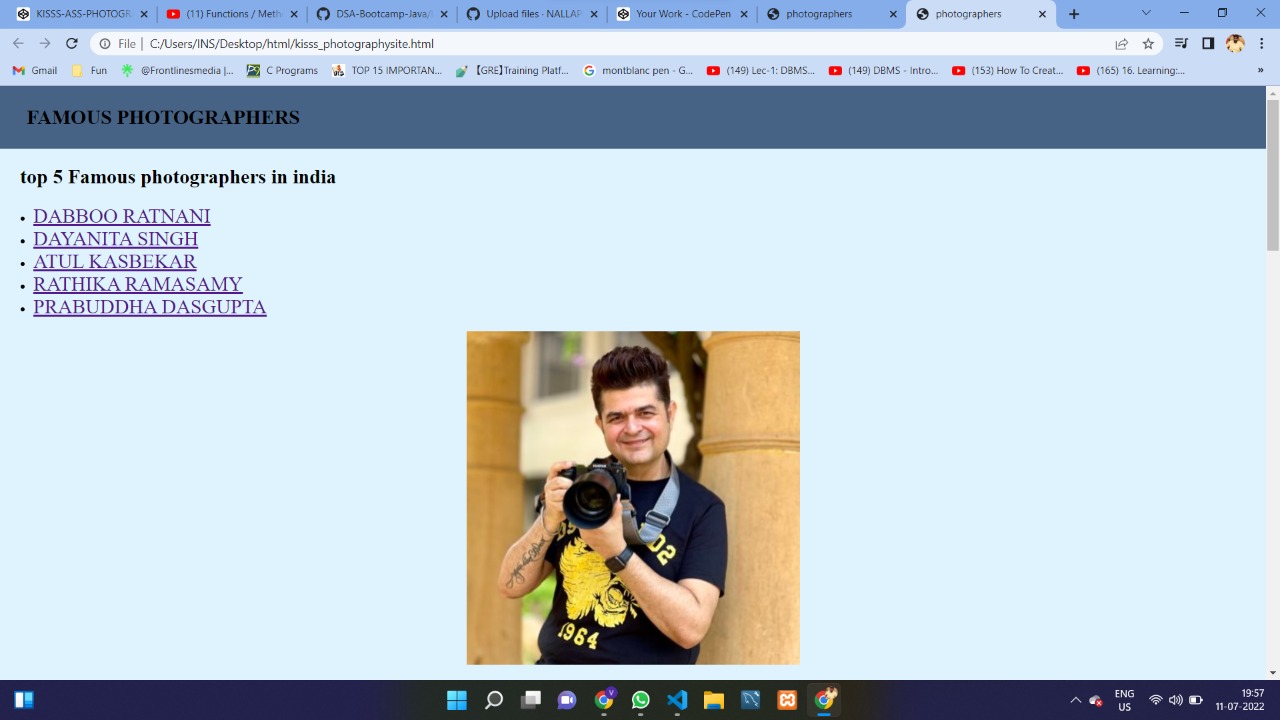 KISSS-ASS-PHOTOGR
(11) Functions / Meth
DSA-Bootcamp-Java/
Upload files · NALLAP
Your Work - CodePen
photographers
photographers
File | C:/Users/INS/Desktop/html/kisss_photographysite.html
Gmail
Fun
@Frontlinesmedia |...
C Programs
TOP 15 IMPORTAN...
【GRE】Training Platf...
montblanc pen - G...
(149) Lec-1: DBMS...
(149) DBMS - Intro...
(153) How To Creat...
(165) 16. Learning:...
»
FAMOUS PHOTOGRAPHERS
top 5 Famous photographers in india
• DABBOO RATNANI
• DAYANITA SINGH
• ATUL KASBEKAR
• RATHIKA RAMASAMY
• PRABUDDHA DASGUPTA
1964
V
ENG
US
19:57
11-07-2022